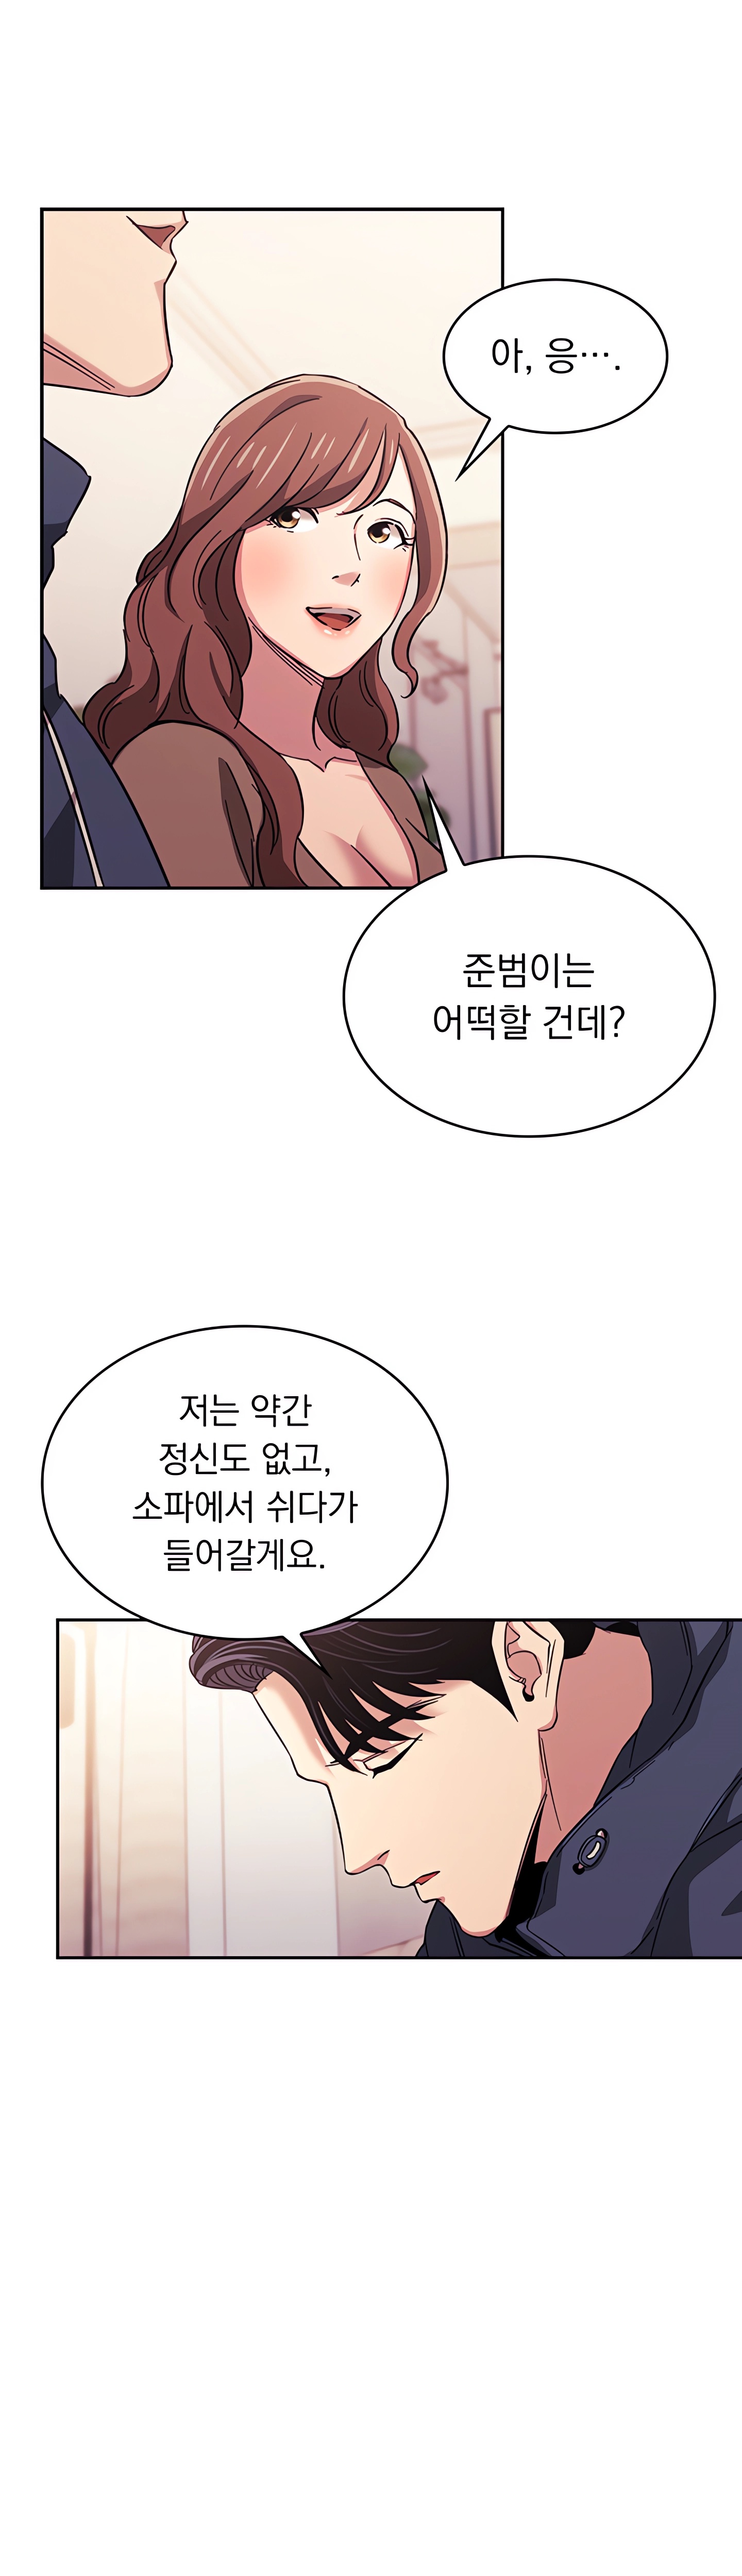 아, 응….
준범이는
어떡할 건데?
저는 약간
정신도 없고,
소파에서 쉬다가
들어갈게요.